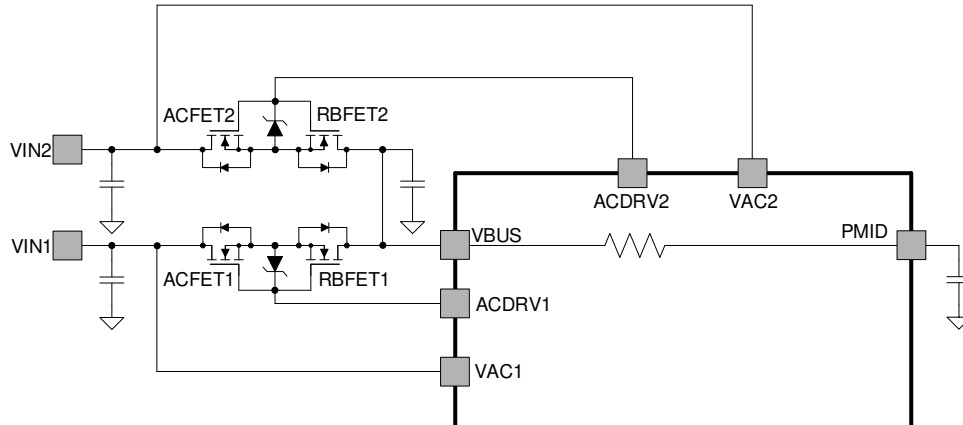 ACFET2
RBFET2
VIN2
ACDRV2
VAC2
VIN1
VBUS
PMID
ACFET1
RBFET1
ACDRV1
VAC1